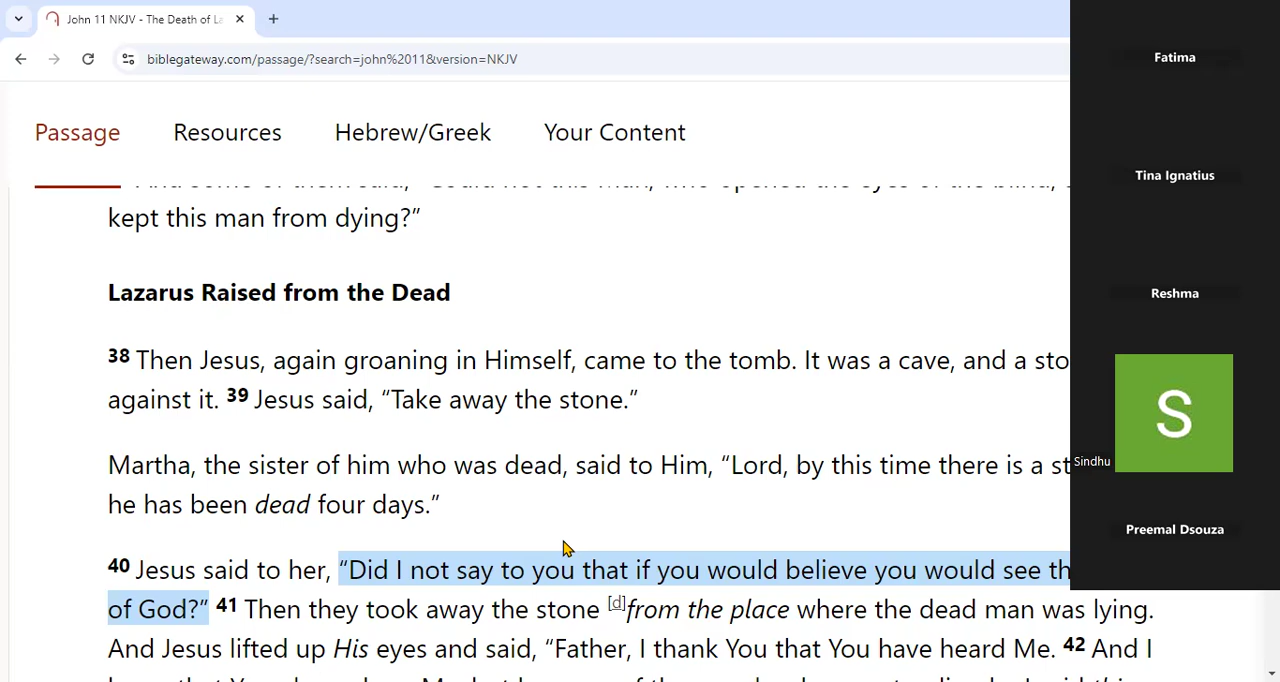 John 11 NKJV - The Death of La
biblegateway.com/passage/?search=john%2011&version=NKJV
Passage Resources Hebrew/Greek Your Content
kept this man from dying?”
Lazarus Raised from the Dead
38 Then Jesus, again groaning in Himself, came to the tomb. It was a cave, and a sto
against it. 39 Jesus said, “Take away the stone.”
Martha, the sister of him who was dead, said to Him, “Lord, by this time there is a st
he has been dead four days.”
40 Jesus said to her, “Did I not say to you that if you would believe you would see th
of God?” 41 Then they took away the stone [d]from the place where the dead man was lying.
And Jesus lifted up His eyes and said, “Father, I thank You that You have heard Me. 42 And I
Fatima
Tina Ignatius
Reshma
S
Sindhu
Preemal Dsouza